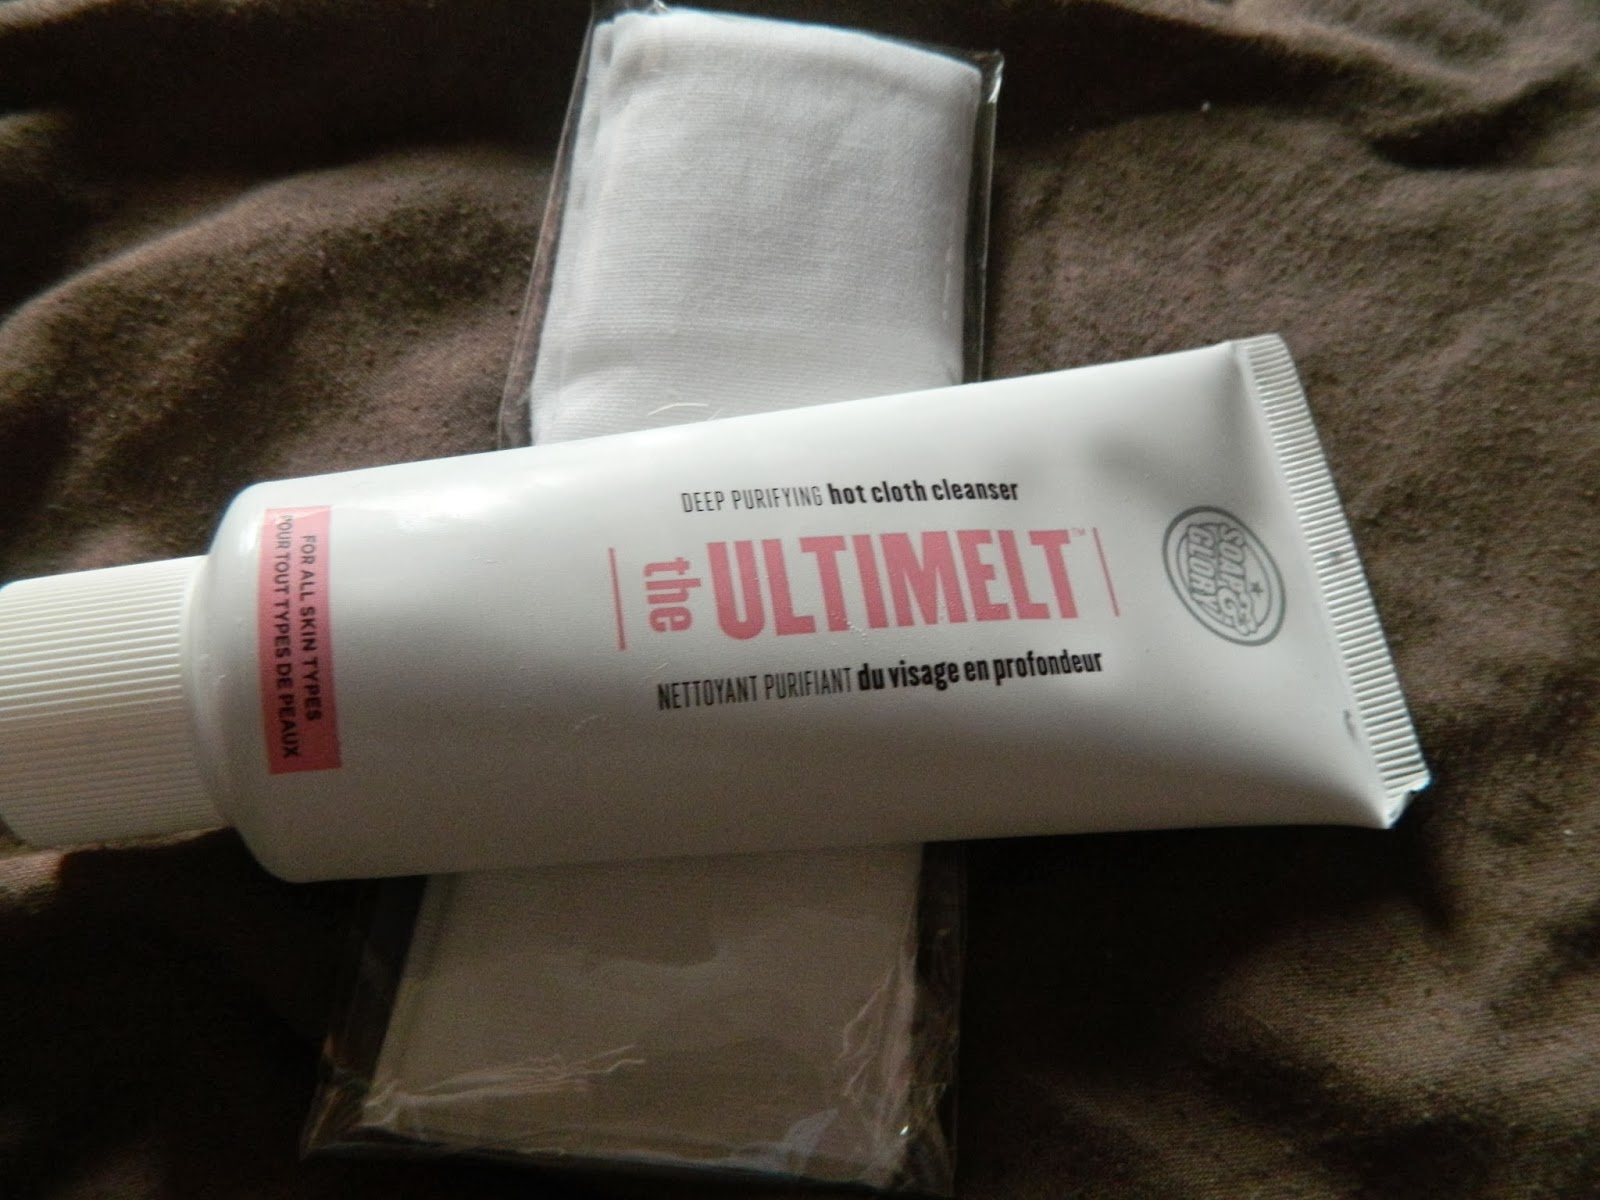 DEEP PURIFYING hot cloth cleanser
the ULTIMELT™
NETTOYANT PURIFIANT du visage en profondeur
SOAP &
GLORY
FOR ALL SKIN TYPES
POUR TOUT TYPES DE PEAUX